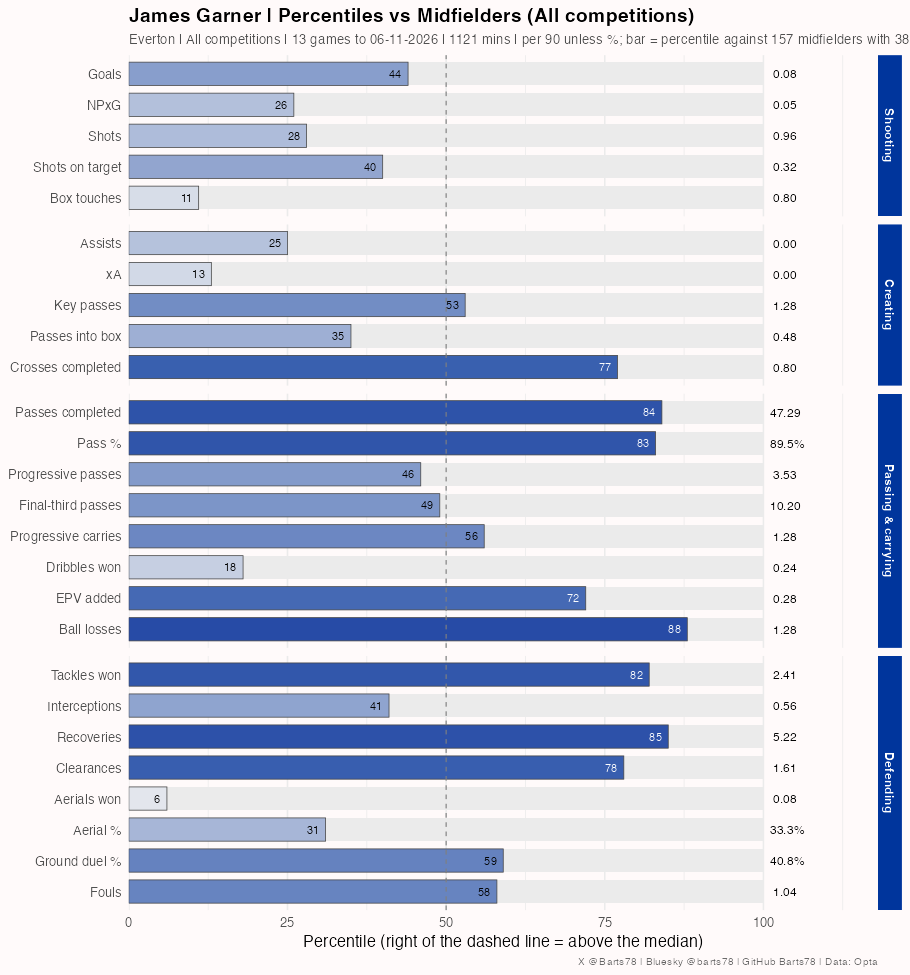 James Garner | Percentiles vs Midfielders (All competitions)
Everton | All competitions | 13 games to 06-11-2026 | 1121 mins | per 90 unless %; bar = percentile against 157 midfielders with 38
Shooting
Goals 44 0.08
NPxG 26 0.05
Shots 28 0.96
Shots on target 40 0.32
Box touches 11 0.80
Creating
Assists 25 0.00
xA 13 0.00
Key passes 53 1.28
Passes into box 35 0.48
Crosses completed 77 0.80
Passing & carrying
Passes completed 84 47.29
Pass % 83 89.5%
Progressive passes 46 3.53
Final-third passes 49 10.20
Progressive carries 56 1.28
Dribbles won 18 0.24
EPV added 72 0.28
Ball losses 88 1.28
Defending
Tackles won 82 2.41
Interceptions 41 0.56
Recoveries 85 5.22
Clearances 78 1.61
Aerials won 6 0.08
Aerial % 31 33.3%
Ground duel % 59 40.8%
Fouls 58 1.04
0 25 50 75 100
Percentile (right of the dashed line = above the median)
X @Barts78 | Bluesky @barts78 | GitHub Barts78 | Data: Opta